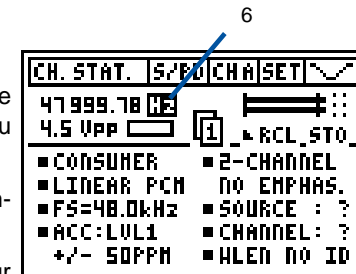 6
CH. STAT. S/PD CHA SET
47999.78 Hz
4.5 Vpp
1 RCL STO
e
u
n-
ur
■CONSUMER
■LINEAR PCM
■FS=48.0kHz
■ACC:LVL1
+/- 50PPM
■2-CHANNEL
NO EMPHAS.
■SOURCE : ?
■CHANNEL: ?
■WLEN NO ID